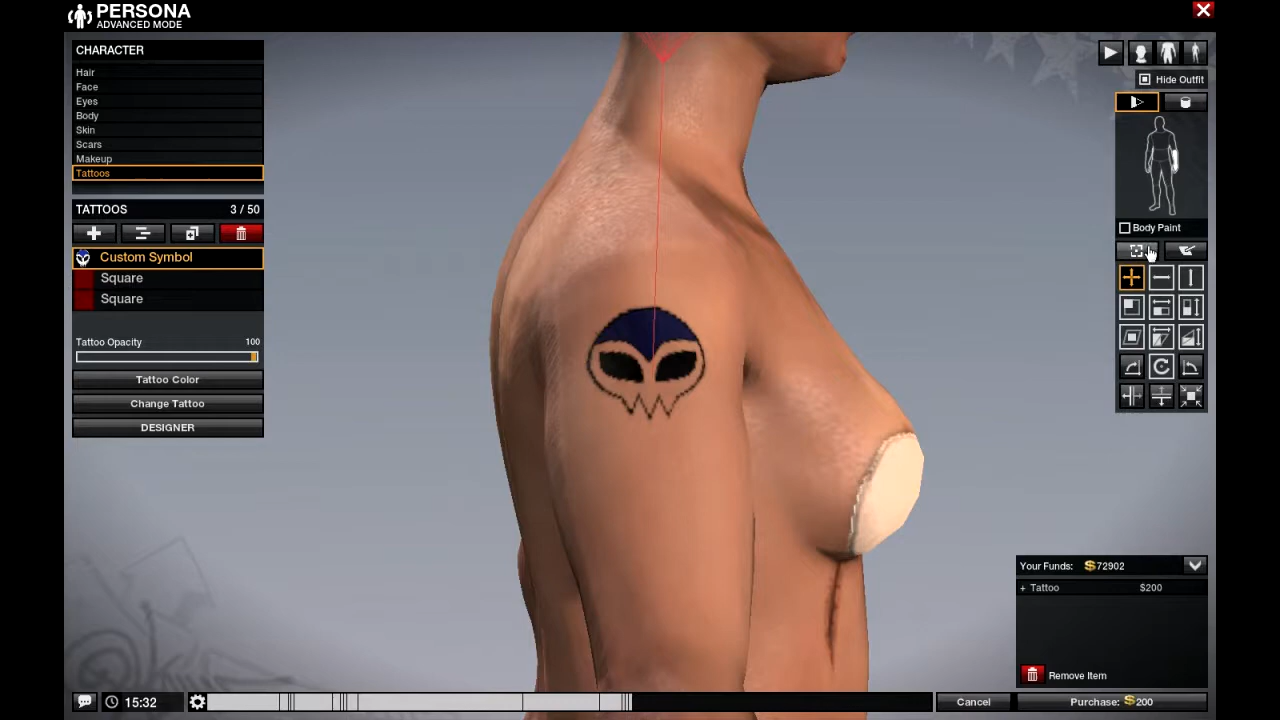 PERSONA
ADVANCED MODE
CHARACTER
Hair
Face
Eyes
Body
Skin
Scars
Makeup
Tattoos
TATTOOS 3 / 50
Custom Symbol
Square
Square
Tattoo Opacity 100
Tattoo Color
Change Tattoo
DESIGNER
Hide Outfit
Body Paint
Your Funds: $72902
+ Tattoo $200
Remove Item
15:32
Cancel
Purchase: $200